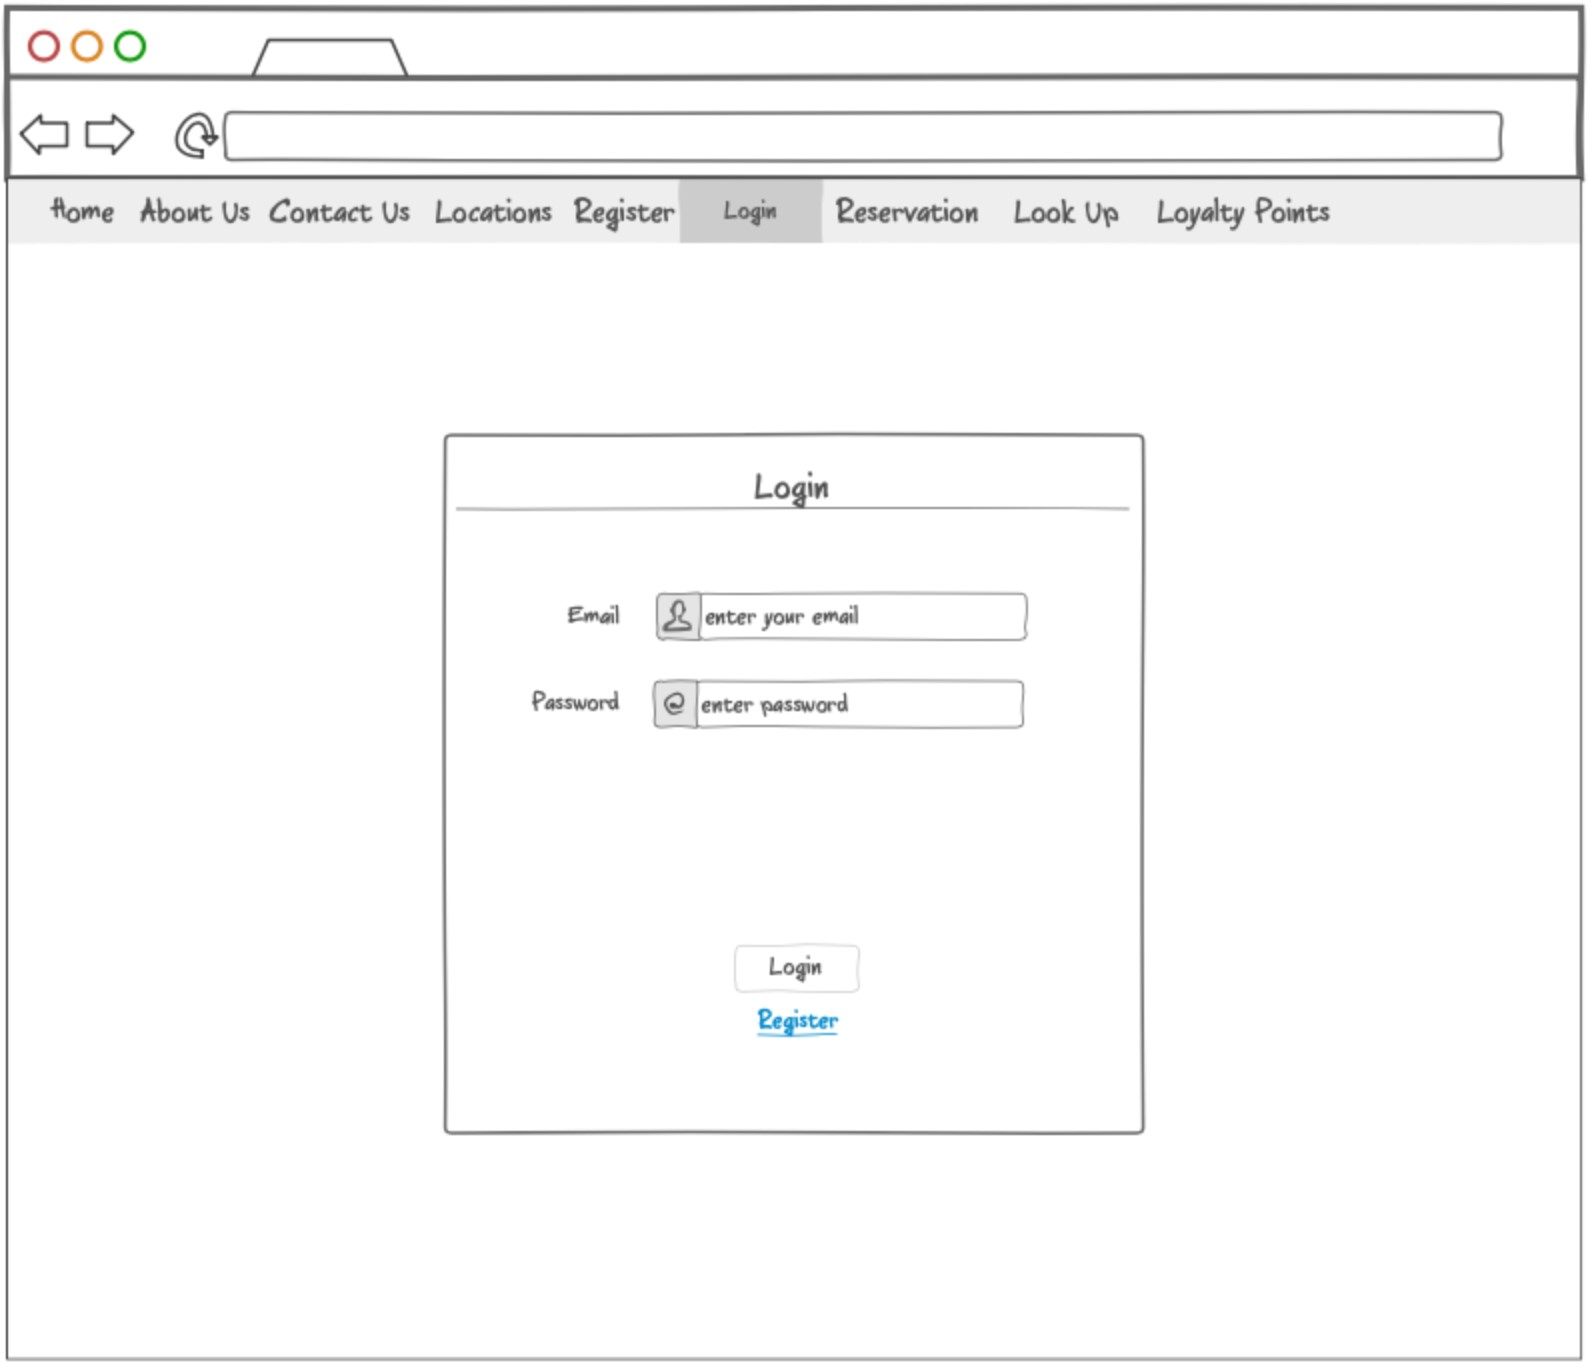 Home About Us Contact Us Locations Register Login Reservation Look Up Loyalty Points
Login
Email enter your email
Password @ enter password
Login
Register